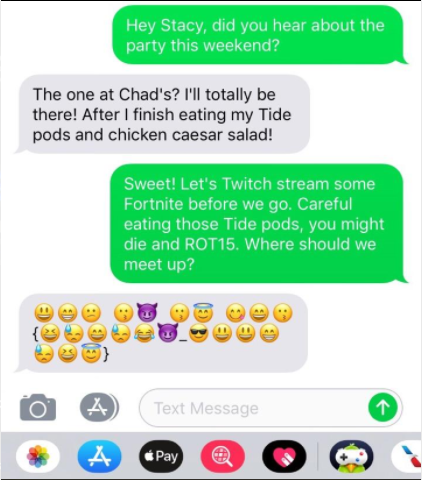 Hey Stacy, did you hear about the
party this weekend?
The one at Chad's? I'll totally be
there! After I finish eating my Tide
pods and chicken caesar salad!
Sweet! Let's Twitch stream some
Fortnite before we go. Careful
eating those Tide pods, you might
die and ROT15. Where should we
meet up?
😃😁😕 😗😈 😗😇 😋😁😗
{😆😓😄😓😂😈_😎😃😃😁
😓😆😇}
Text Message
Pay